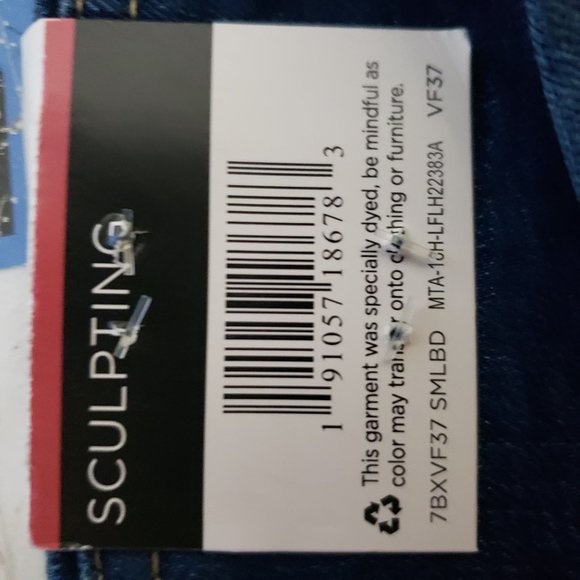 SCULPTING
1 91057 18678 3
This garment was specially dyed, be mindful as
color may transfer onto clothing or furniture.
7BXVF37 SMLBD MTA-10H-LFLH22383A VF37